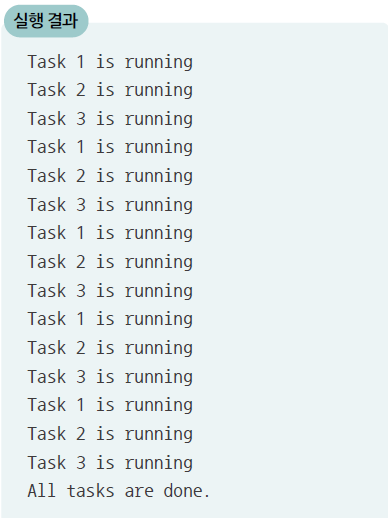 실행 결과
Task 1 is running
Task 2 is running
Task 3 is running
Task 1 is running
Task 2 is running
Task 3 is running
Task 1 is running
Task 2 is running
Task 3 is running
Task 1 is running
Task 2 is running
Task 3 is running
Task 1 is running
Task 2 is running
Task 3 is running
All tasks are done.